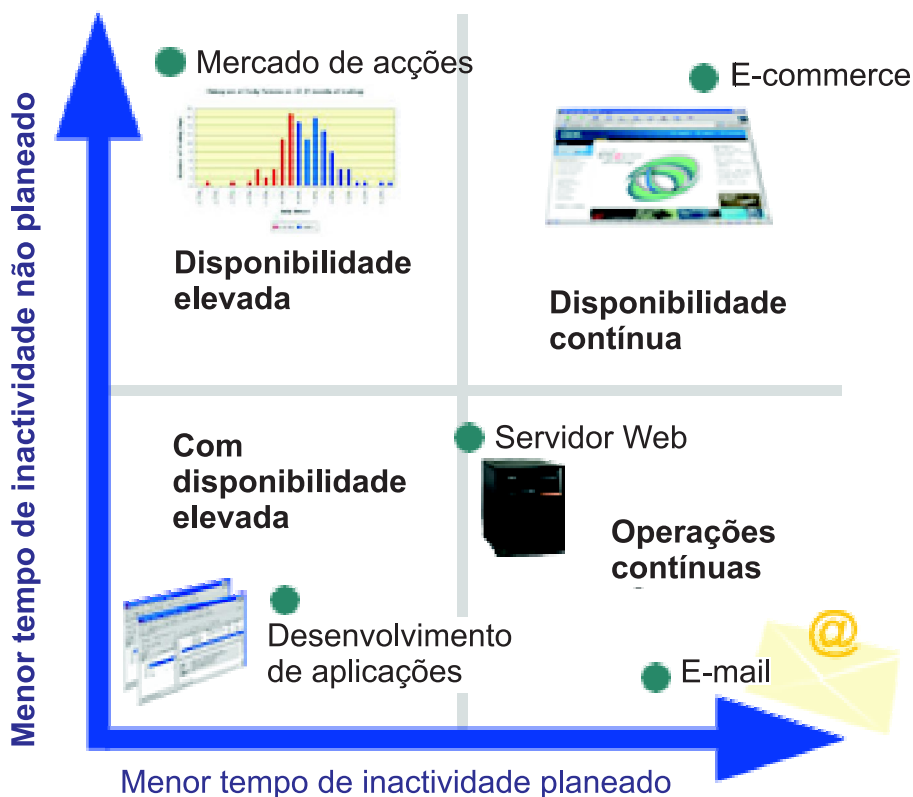 Mercado de acções
E-commerce
Disponibilidade
elevada
Disponibilidade
contínua
Com
disponibilidade
elevada
Servidor Web
Operações
contínuas
Desenvolvimento
de aplicações
E-mail
@
Menor tempo de inactividade não planeado
Menor tempo de inactividade planeado